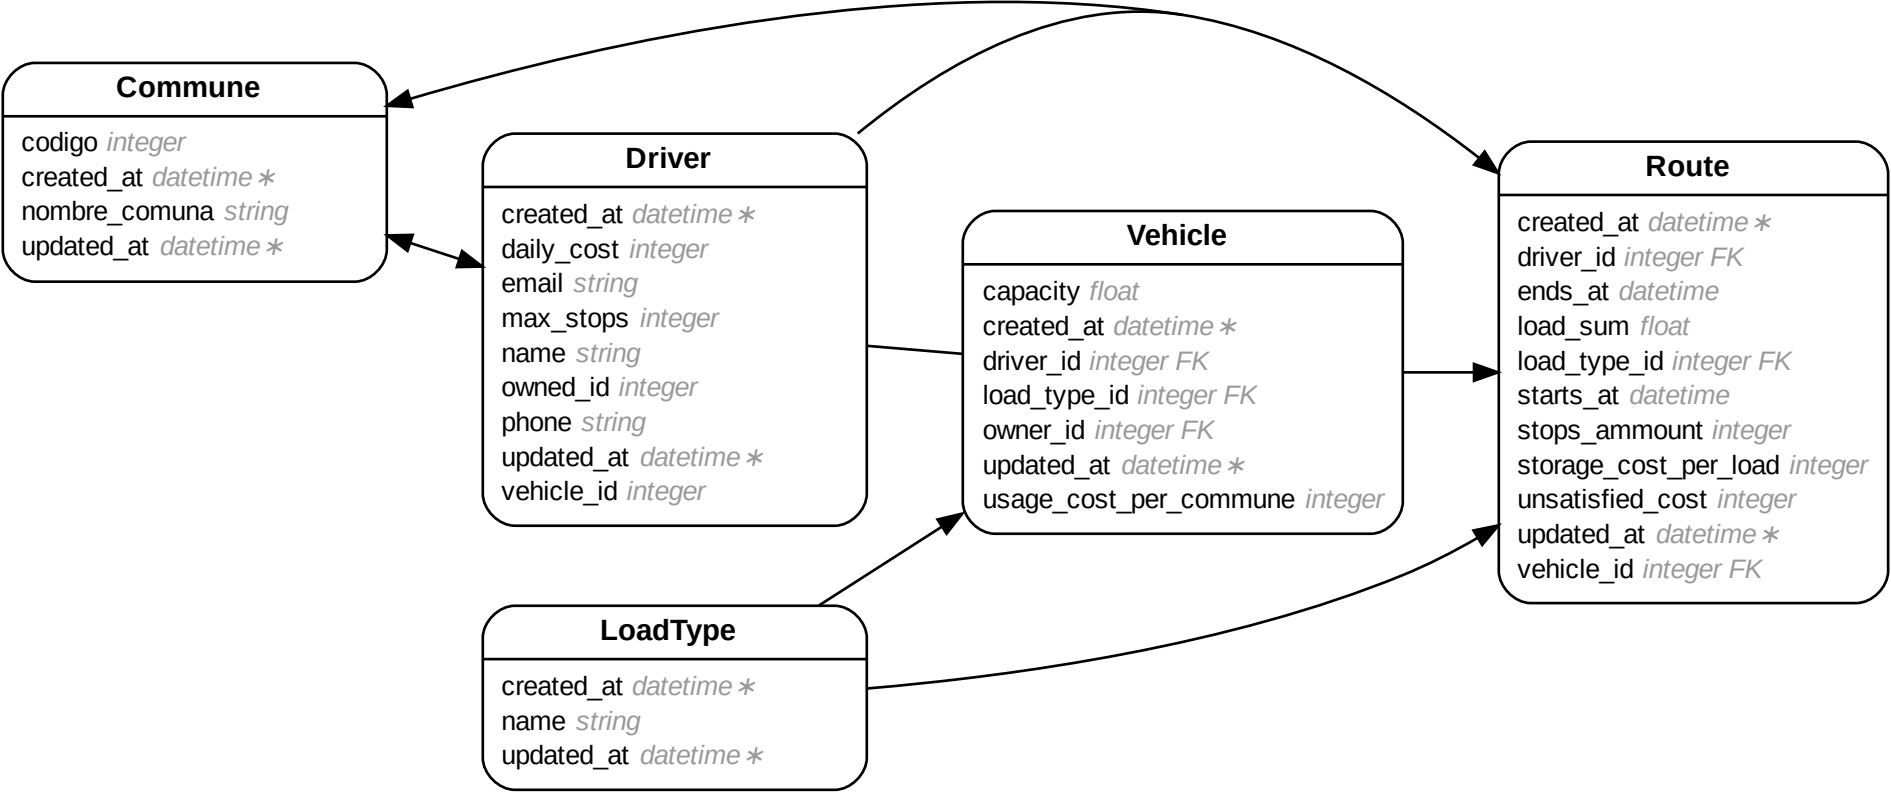 Commune
codigo integer
created_at datetime ∗
nombre_comuna string
updated_at datetime ∗
Driver
created_at datetime ∗
daily_cost integer
email string
max_stops integer
name string
owned_id integer
phone string
updated_at datetime ∗
vehicle_id integer
LoadType
created_at datetime ∗
name string
updated_at datetime ∗
Vehicle
capacity float
created_at datetime ∗
driver_id integer FK
load_type_id integer FK
owner_id integer FK
updated_at datetime ∗
usage_cost_per_commune integer
Route
created_at datetime ∗
driver_id integer FK
ends_at datetime
load_sum float
load_type_id integer FK
starts_at datetime
stops_ammount integer
storage_cost_per_load integer
unsatisfied_cost integer
updated_at datetime ∗
vehicle_id integer FK